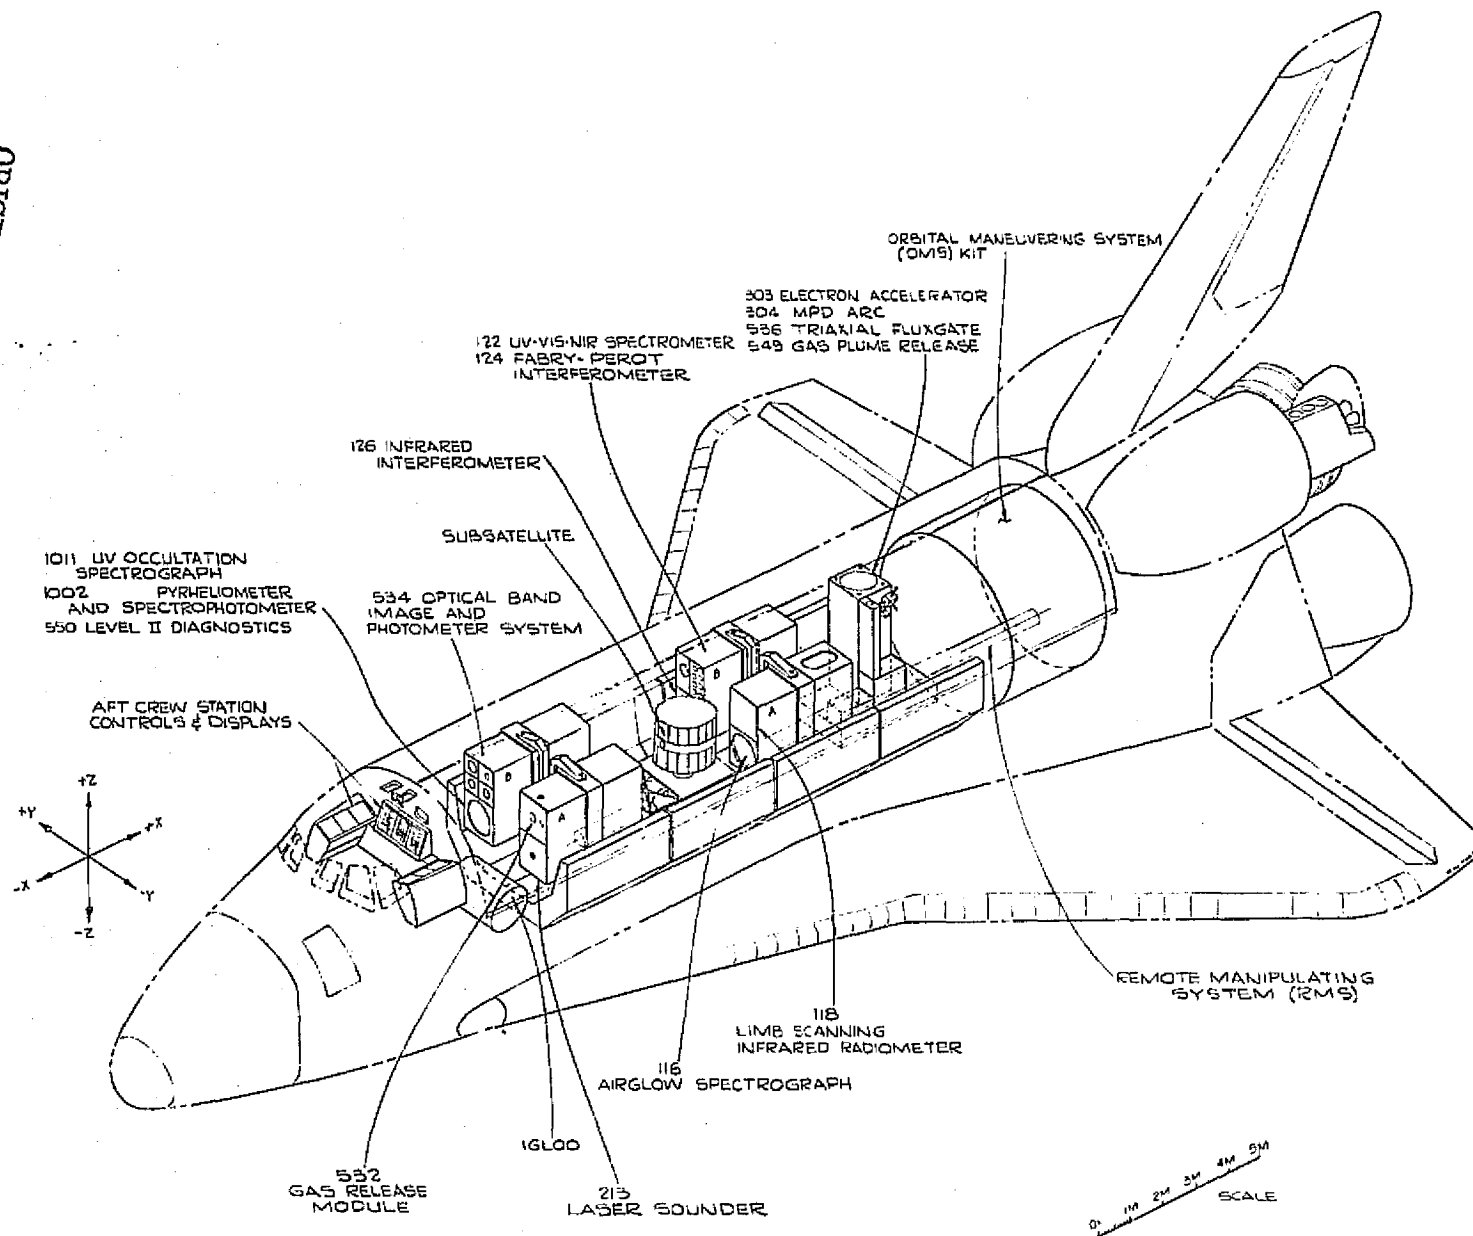 ORBITAL MANEUVERING SYSTEM
(OMS) KIT
303 ELECTRON ACCELERATOR
304 MPD ARC
536 TRIAXIAL FLUXGATE
549 GAS PLUME RELEASE
122 UV-VIS-NIR SPECTROMETER
124 FABRY-PEROT
INTERFEROMETER
126 INFRARED
INTERFEROMETER
SUBSATELLITE
1011 UV OCCULTATION
SPECTROGRAPH
1002 PYRHELIOMETER
AND SPECTROPHOTOMETER
550 LEVEL II DIAGNOSTICS
534 OPTICAL BAND
IMAGE AND
PHOTOMETER SYSTEM
AFT CREW STATION
CONTROLS & DISPLAYS
+Z
+Y
+X
-X
-Y
-Z
B
A
B
A
REMOTE MANIPULATING
SYSTEM (RMS)
118
LIMB SCANNING
INFRARED RADIOMETER
116
AIRGLOW SPECTROGRAPH
IGLOO
532
GAS RELEASE
MODULE
213
LASER SOUNDER
0 1M 2M 3M 4M 5M
SCALE